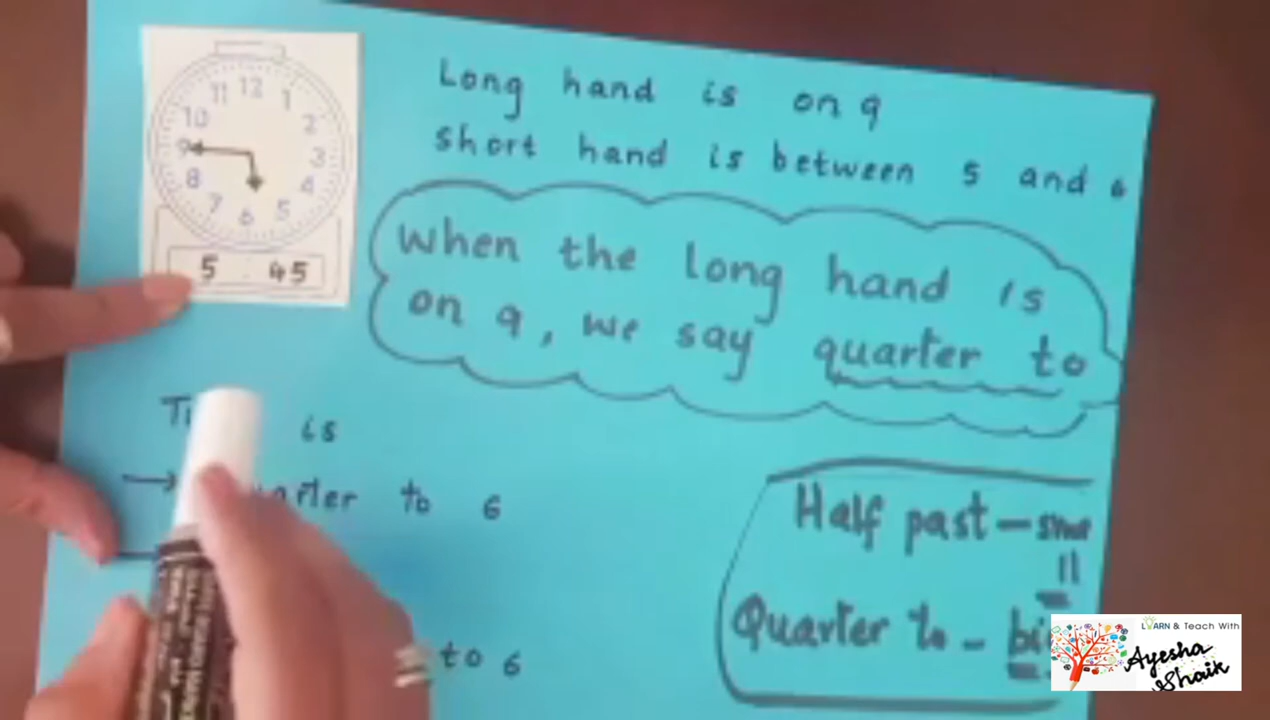 12
11 1
10 2
9 3
8 4
7 5
6
5 : 45
Long hand is on 9
short hand is between 5 and 6
When the long hand is
on 9, we say quarter to
is
to 6
to 6
Half past —
Quarter to —
LEARN & Teach With
Ayesha
Shaik